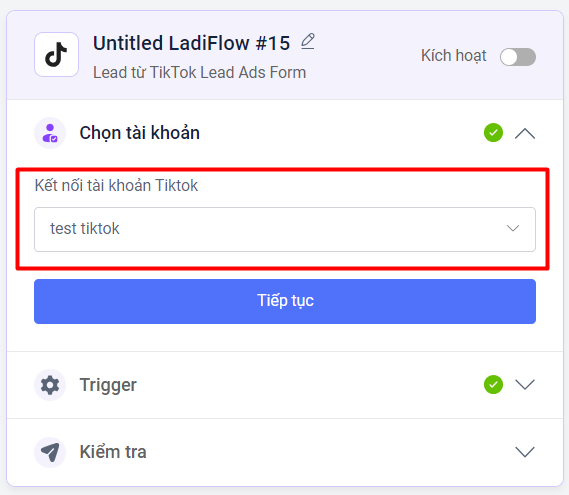 Untitled LadiFlow #15
Lead từ TikTok Lead Ads Form
Kích hoạt
Chọn tài khoản
Kết nối tài khoản Tiktok
test tiktok
Tiếp tục
Trigger
Kiểm tra